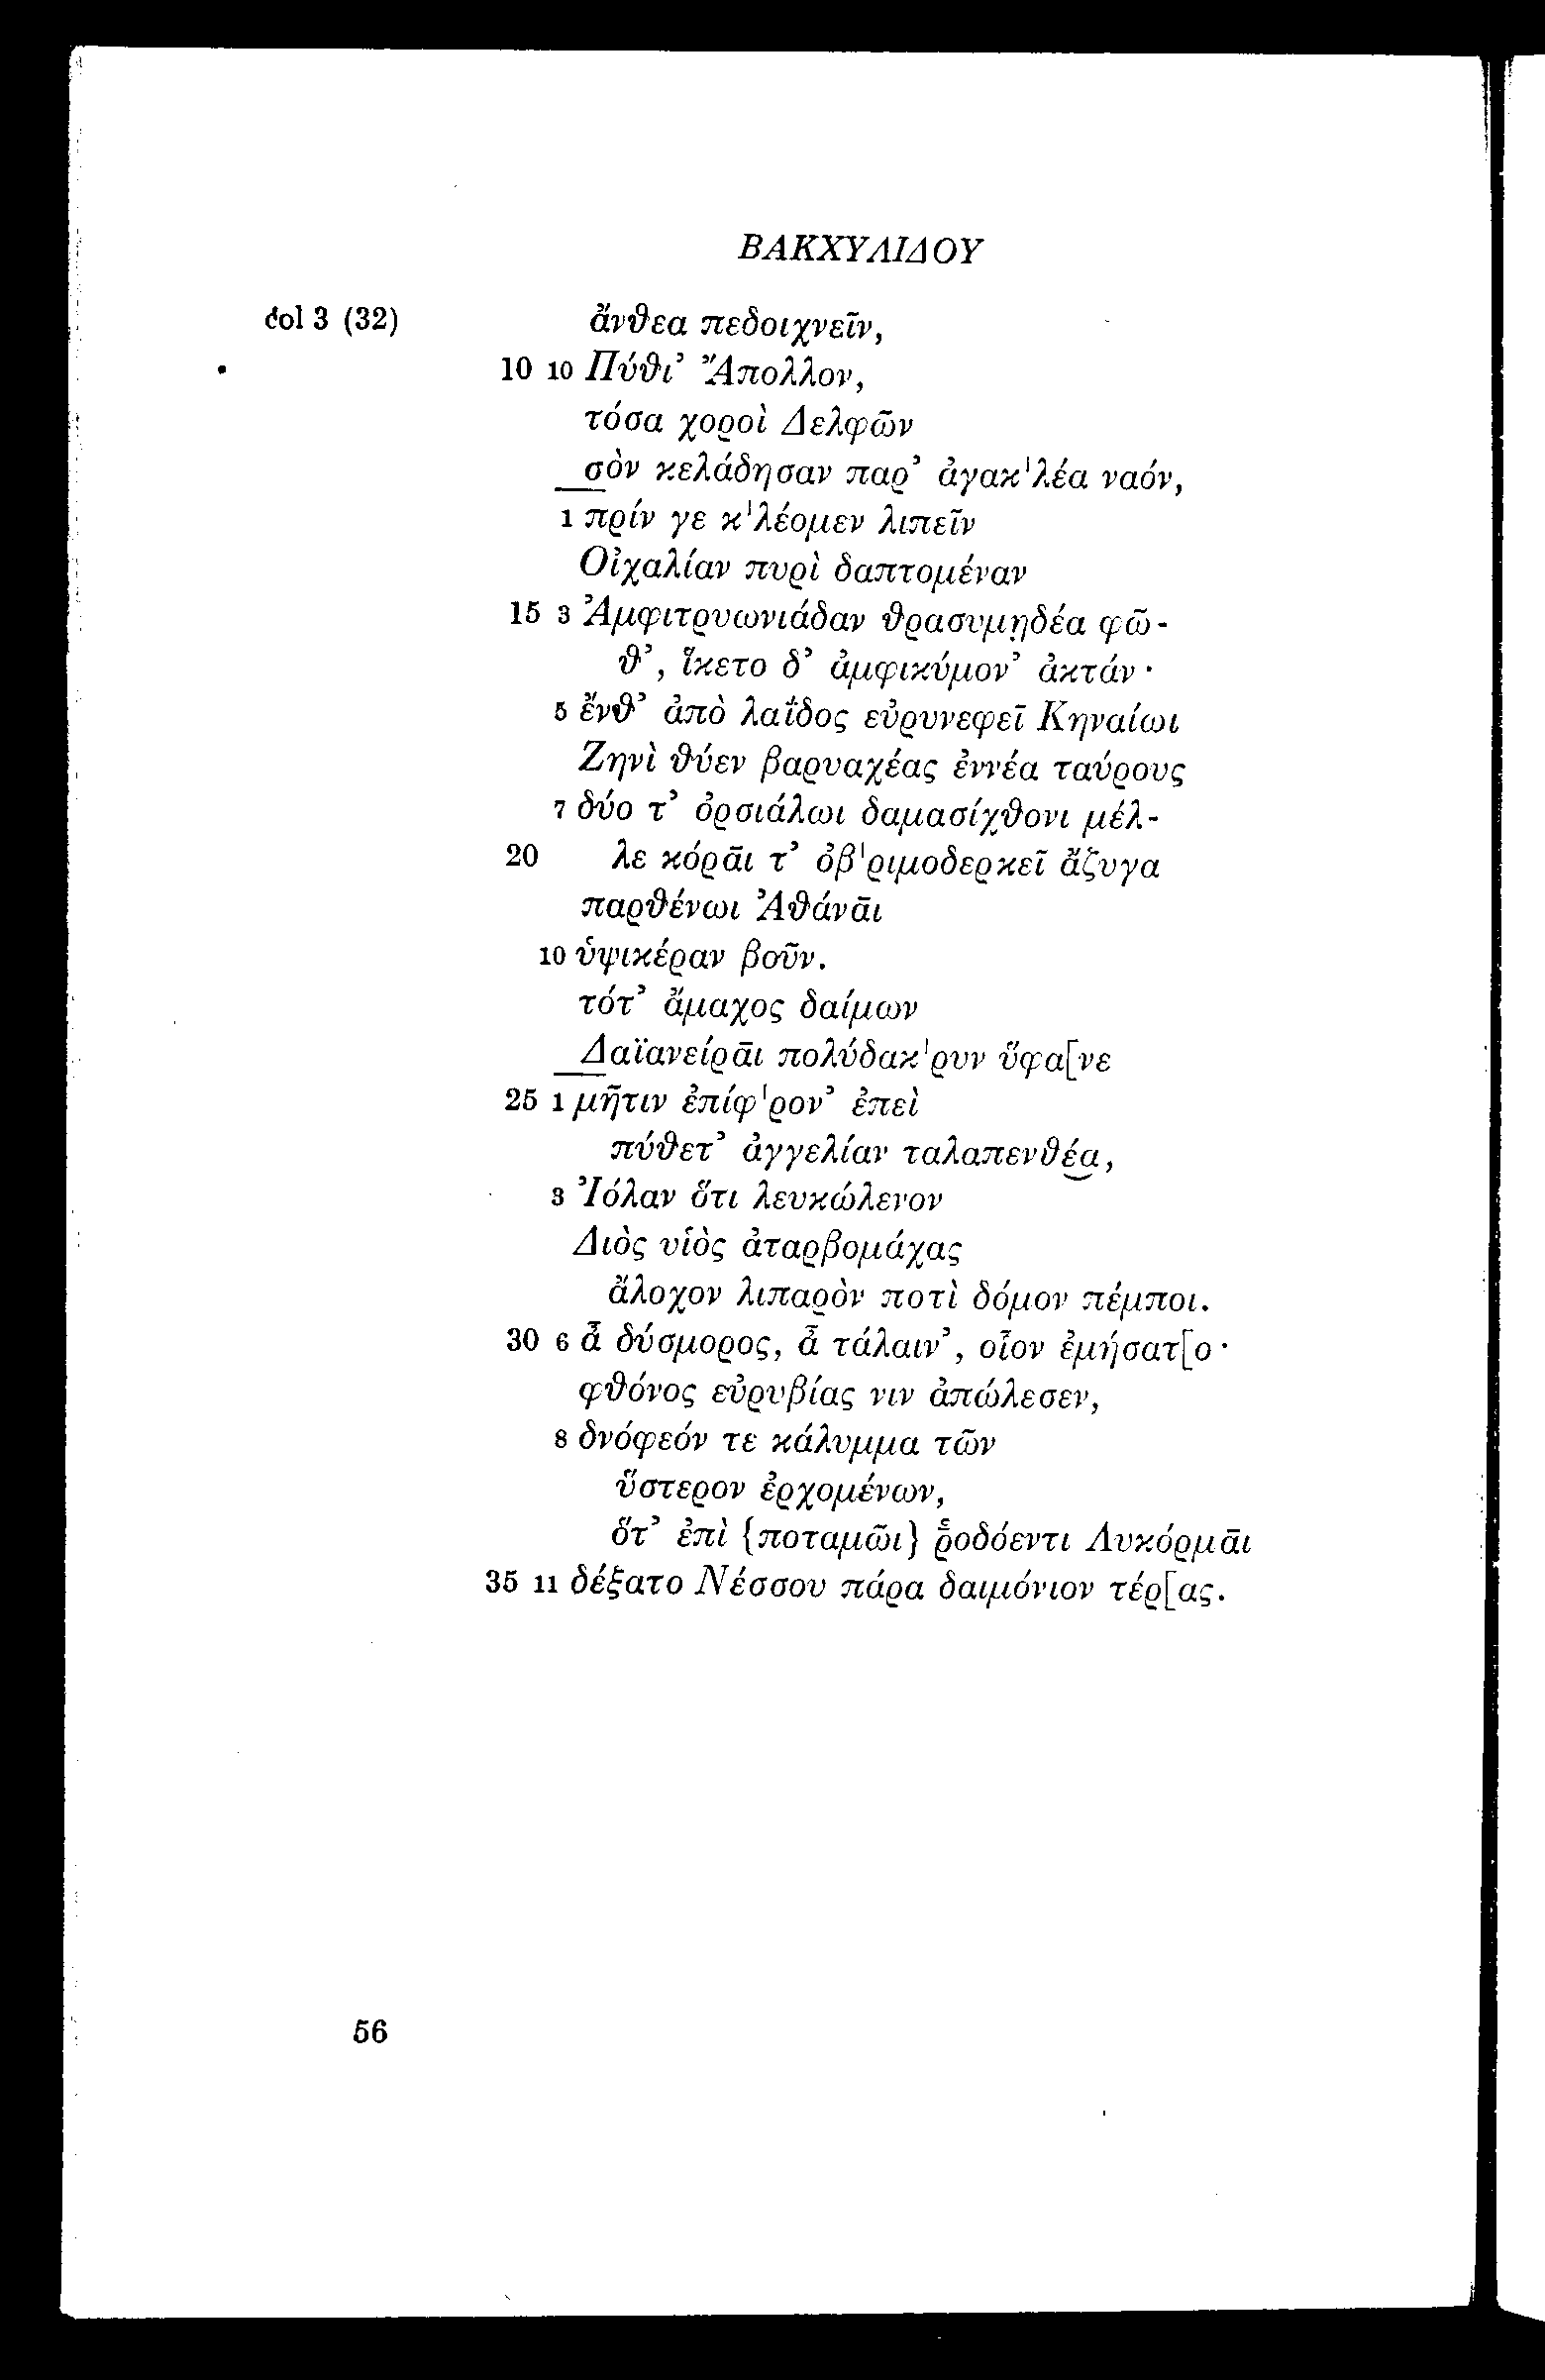 ΒΑΚΧΥΛΙΔΟΥ
col 3 (32) ἄνθεα πεδοιχνεῖν,
10 10 Πύθι’ Ἄπολλον,
τόσα χοροὶ Δελφῶν
__σὸν κελάδησαν παρ’ ἀγακ'λέα ναόν,
1 πρίν γε κ'λέομεν λιπεῖν
Οἰχαλίαν πυρὶ δαπτομέναν
15 3 Ἀμφιτρυωνιάδαν θρασυμηδέα φῶ-
θ’, ἵκετο δ’ ἀμφικύμον’ ἀκτάν·
5 ἔνθ’ ἀπὸ λαΐδος εὐρυνεφεῖ Κηναίωι
Ζηνὶ θύεν βαρυαχέας ἐννέα ταύρους
7 δύο τ’ ὀρσιάλωι δαμασίχθονι μέλ-
20 λε κόρᾱι τ’ ὀβ'ριμοδερκεῖ ἄζυγα
παρθένωι Ἀθάνᾱι
10 ὑψικέραν βοῦν.
τότ’ ἄμαχος δαίμων
__Δαϊανείρᾱι πολύδακ'ρυν ὕφα[νε
25 1 μῆτιν ἐπίφ'ρον’ ἐπεὶ
πύθετ’ ἀγγελίαν ταλαπενθέ͜α,
3 Ἰόλαν ὅτι λευκώλενον
Διὸς υἱὸς ἀταρβομάχας
ἄλοχον λιπαρὸν ποτὶ δόμον πέμποι.
30 6 ἆ δύσμορος, ἆ τάλαιν’, οἷον ἐμήσατ[ο·
φθόνος εὐρυβίας νιν ἀπώλεσεν,
8 δνόφεόν τε κάλυμμα τῶν
ὕστερον ἐρχομένων,
ὅτ’ ἐπὶ {ποταμῶι} ῥοδόεντι Λυκόρμᾱι
35 11 δέξατο Νέσσου πάρα δαιμόνιον τέρ[ας.
56